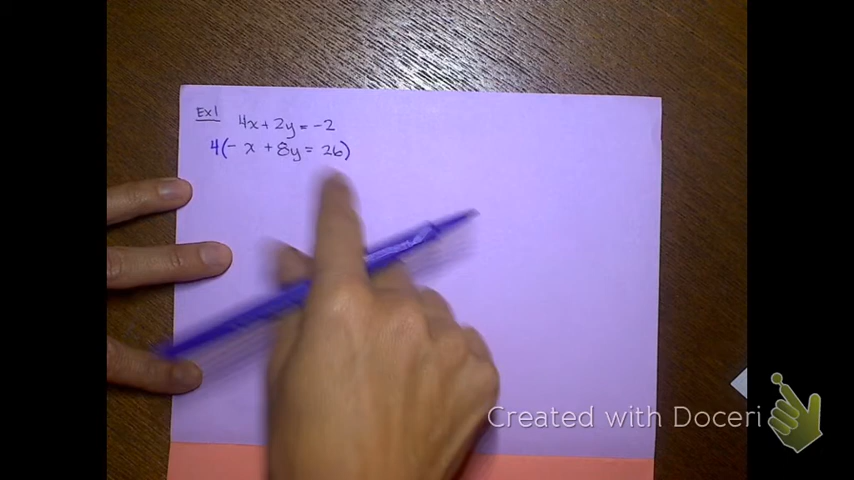 Ex1
4x + 2y = -2
4(- x + 8y = 26)
Created with Doceri